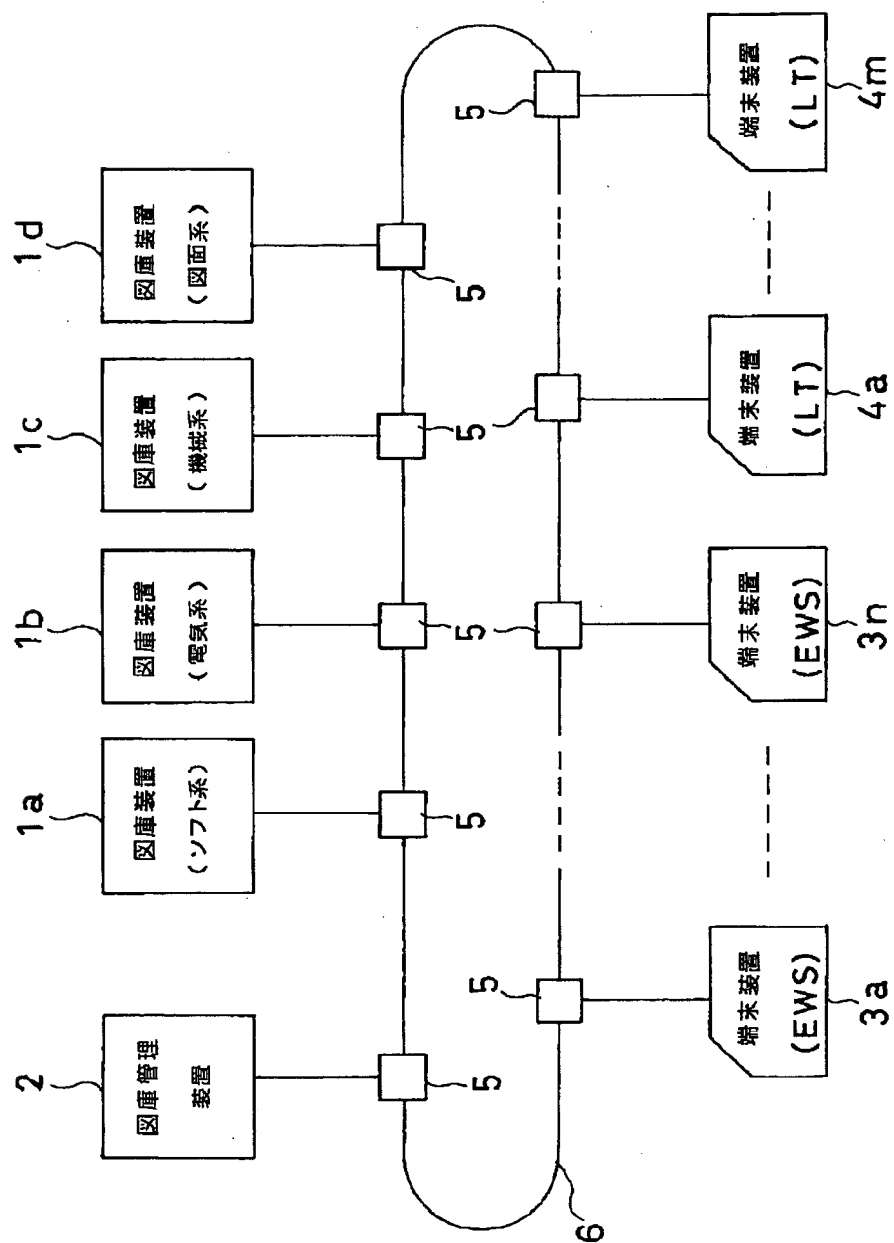 2
図庫管理
装置
1a
図庫装置
(ソフト系)
1b
図庫装置
(電気系)
1c
図庫装置
(機械系)
1d
図庫装置
(図面系)
5
5
5
5
5
5
5
5
6
端末装置
(EWS)
3a
端末装置
(EWS)
3n
端末装置
(LT)
4a
端末装置
(LT)
4m